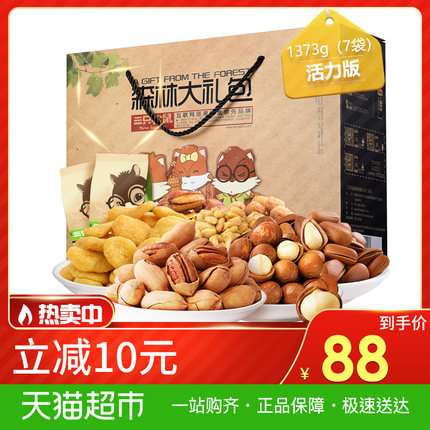 1373g（7袋）
活力版
GIFT FROM THE FOREST
森林大礼包
三只松鼠
热卖中
立减10元
到手价
¥88
天猫超市
一站购齐·正品保障·极速送达